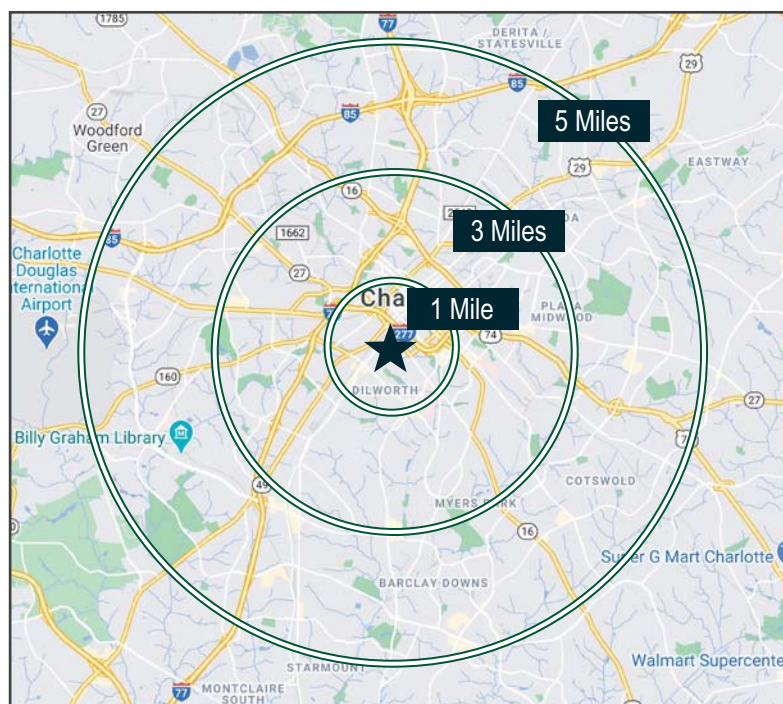 1785
77
DERITA /
STATESVILLE
29
85
85
27
Woodford
Green
5 Miles
EASTWAY
29
16
3 Miles
1662
85
Charlotte
Douglas
nternational
Airport
27
Cha
1 Mile
PLAZA
MIDWOOD
277
74
160
DILWORTH
27
Billy Graham Library
COTSWOLD
49
MYERS PARK
16
Super G Mart Charlotte
BARCLAY DOWNS
STARMOUNT
Walmart Supercente
77
MONTCLAIRE
SOUTH